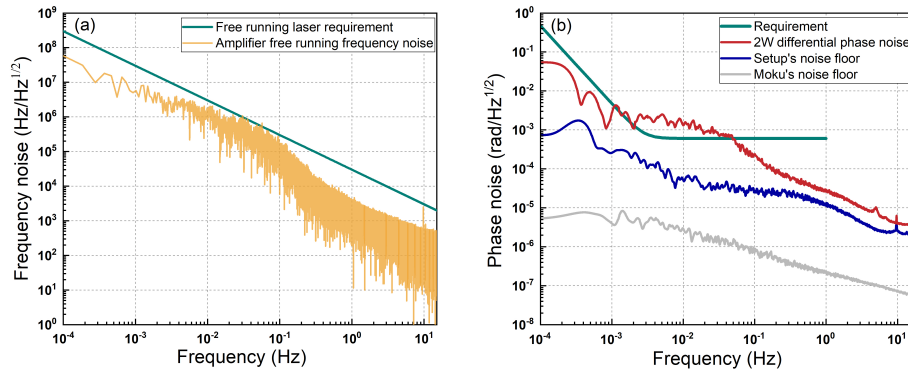 (a)
Free running laser requirement
Amplifier free running frequency noise
Frequency noise (Hz/Hz^1/2)
10^9
10^8
10^7
10^6
10^5
10^4
10^3
10^2
10^1
10^0
10^-4 10^-3 10^-2 10^-1 10^0 10^1
Frequency (Hz)
(b)
Requirement
2W differential phase noise
Setup's noise floor
Moku's noise floor
Phase noise (rad/Hz^1/2)
10^1
10^0
10^-1
10^-2
10^-3
10^-4
10^-5
10^-6
10^-7
10^-8
10^-4 10^-3 10^-2 10^-1 10^0 10^1
Frequency (Hz)